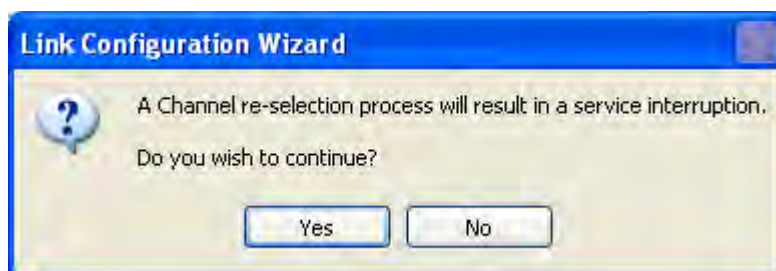 Link Configuration Wizard
A Channel re-selection process will result in a service interruption.
Do you wish to continue?
Yes
No